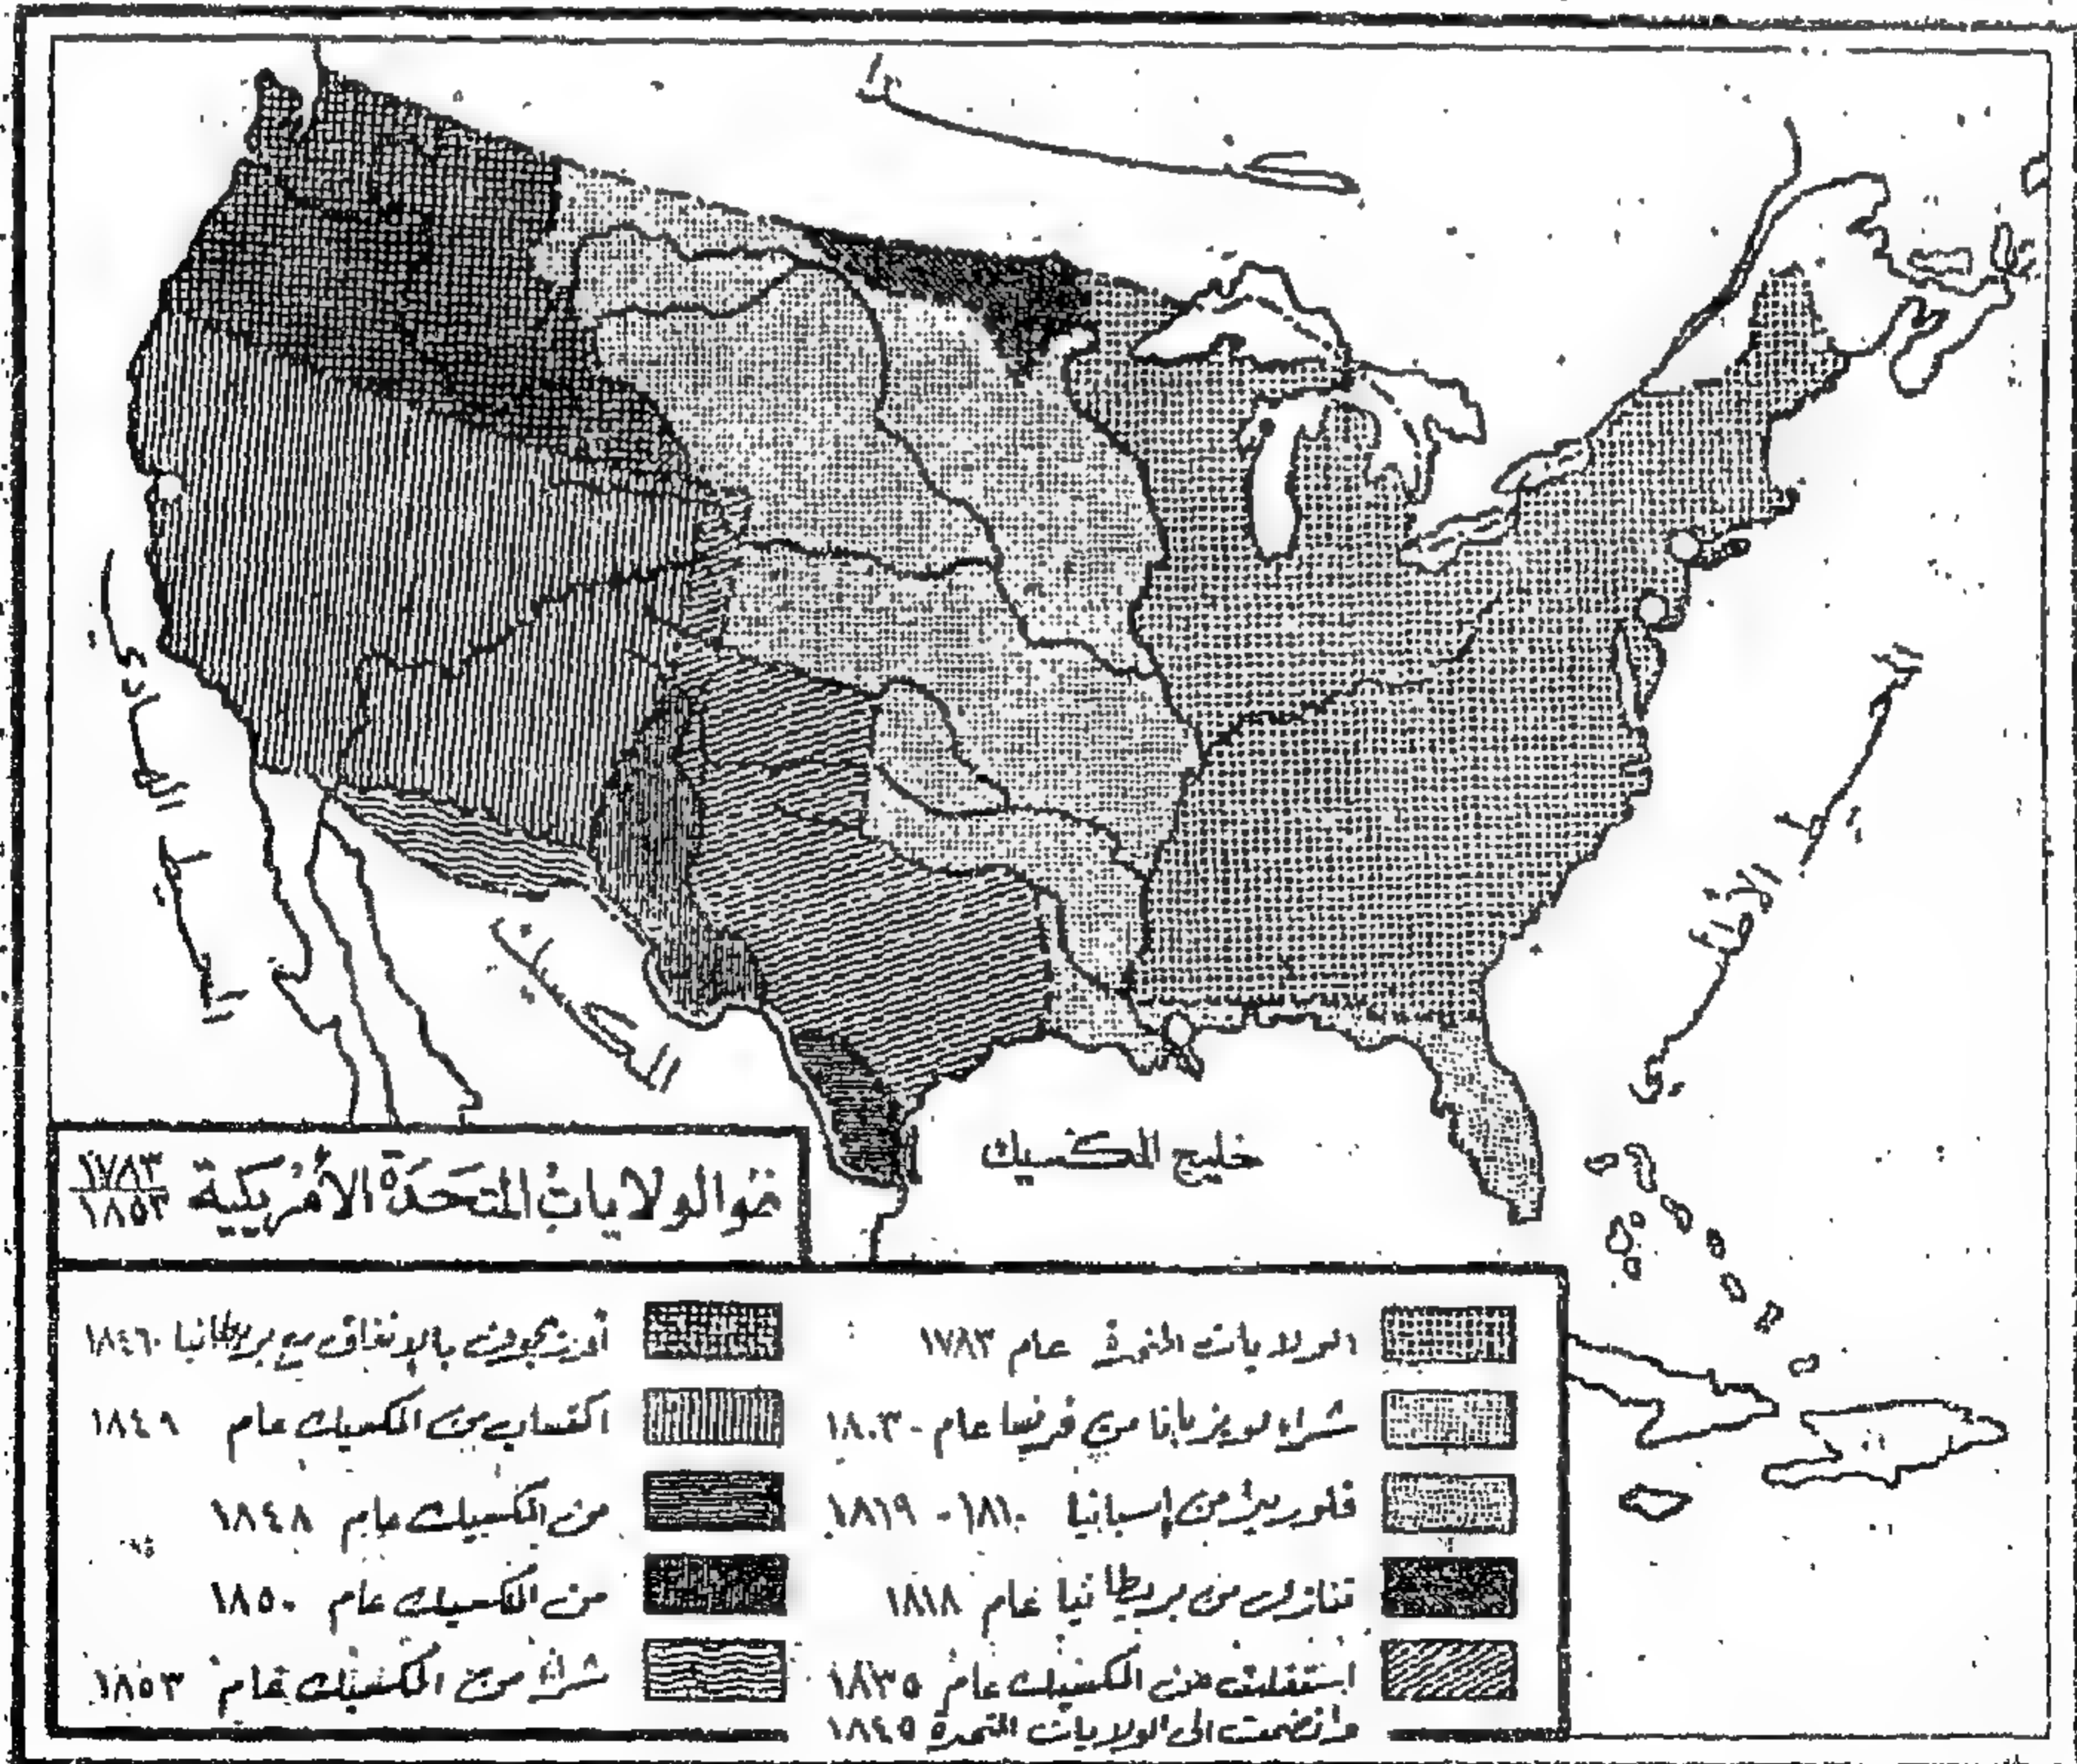 المحيط الهادي
المحيط الأطلسي
المكسيك
خليج المكسيك
نمو الولايات المتحدة الأمريكية ١٧٨٣ / ١٨٥٣
الولايات المتحدة عام ١٧٨٣
شراء لويزيانا من فرنسا عام ١٨٠٣
فلوريدا من إسبانيا ١٨١٠ - ١٨١٩
تنازل من بريطانيا عام ١٨١٨
استقلت من المكسيك عام ١٨٣٥
وانضمت الى الولايات المتحدة ١٨٤٥
أوريجون بالإتفاق مع بريطانيا ١٨٤٦
اكتساب من المكسيك عام ١٨٤٩
من المكسيك عام ١٨٤٨
من المكسيك عام ١٨٥٠
شراء من المكسيك عام ١٨٥٣